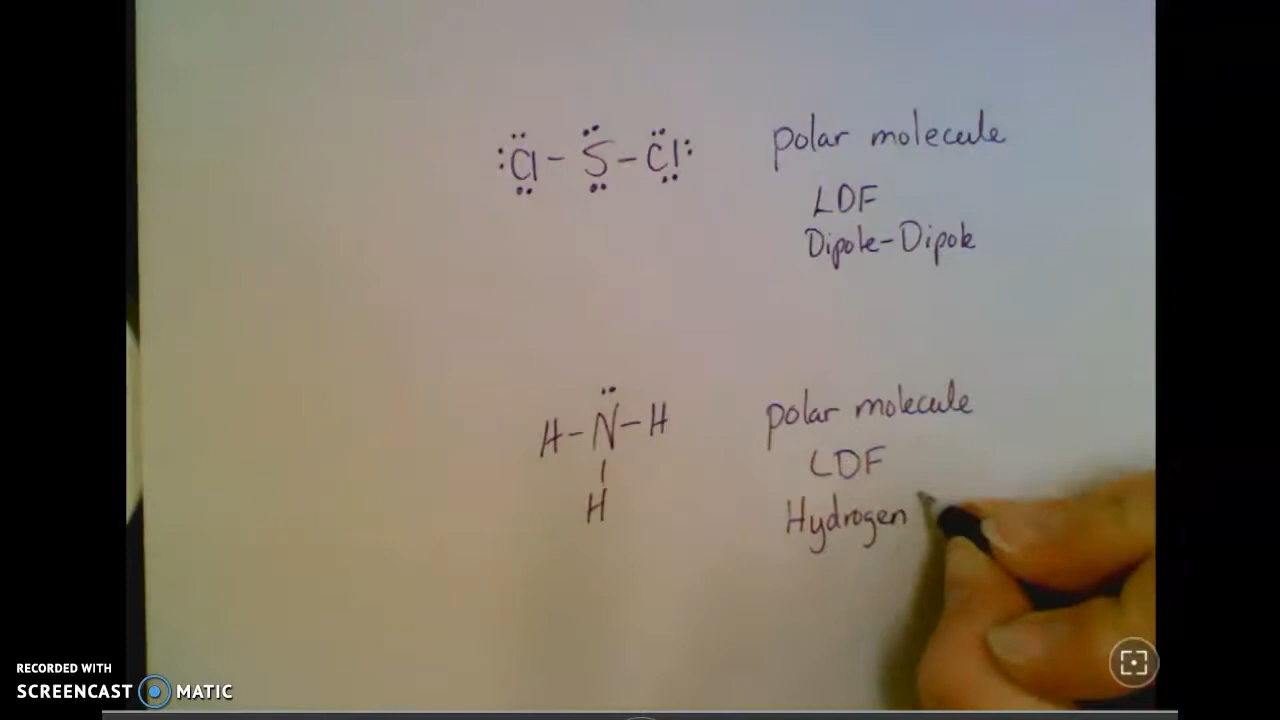 :Cl - S - Cl:
polar molecule
LDF
Dipole-Dipole
H-N-H
H
polar molecule
LDF
Hydrogen
RECORDED WITH
SCREENCAST MATIC